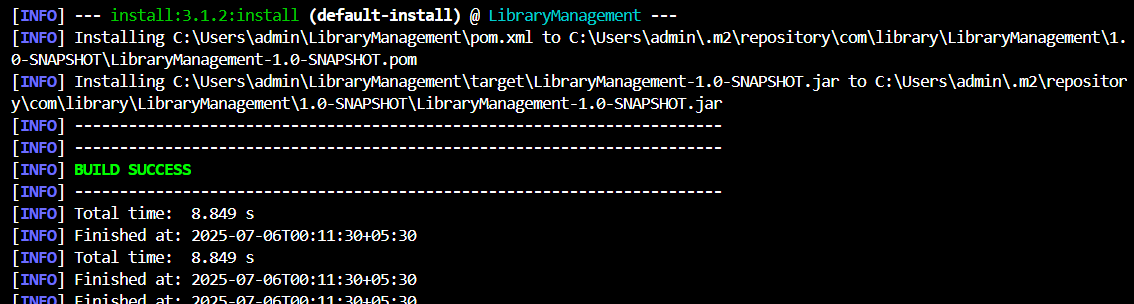 [INFO] --- install:3.1.2:install (default-install) @ LibraryManagement ---
[INFO] Installing C:\Users\admin\LibraryManagement\pom.xml to C:\Users\admin\.m2\repository\com\library\LibraryManagement\1.
0-SNAPSHOT\LibraryManagement-1.0-SNAPSHOT.pom
[INFO] Installing C:\Users\admin\LibraryManagement\target\LibraryManagement-1.0-SNAPSHOT.jar to C:\Users\admin\.m2\repositor
y\com\library\LibraryManagement\1.0-SNAPSHOT\LibraryManagement-1.0-SNAPSHOT.jar
[INFO] ------------------------------------------------------------------------
[INFO] ------------------------------------------------------------------------
[INFO] BUILD SUCCESS
[INFO] ------------------------------------------------------------------------
[INFO] Total time:  8.849 s
[INFO] Finished at: 2025-07-06T00:11:30+05:30
[INFO] Total time:  8.849 s
[INFO] Finished at: 2025-07-06T00:11:30+05:30
[INFO] Finished at: 2025-07-06T00:11:30+05:30